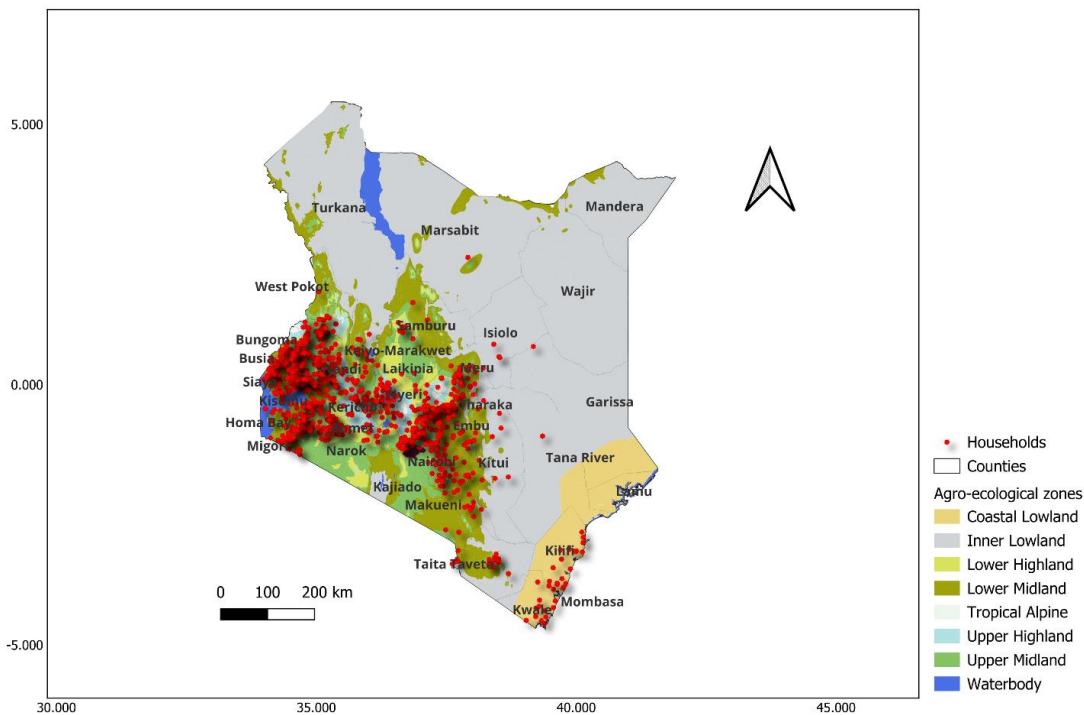 5.000
0.000
-5.000
30.000
35.000
40.000
45.000
Turkana
Mandera
Marsabit
Wajir
West Pokot
Samburu
Isiolo
Bungoma
Keiyo-Marakwet
Busia
Nandi
Laikipia
Meru
Siaya
Nyeri
Kisumu
Kericho
Tharaka
Garissa
Homa Bay
Bomet
Embu
Migori
Narok
Nairobi
Kitui
Tana River
Kajiado
Lamu
Makueni
Kilifi
Taita Taveta
Mombasa
Kwale
0 100 200 km
Households
Counties
Agro-ecological zones
Coastal Lowland
Inner Lowland
Lower Highland
Lower Midland
Tropical Alpine
Upper Highland
Upper Midland
Waterbody